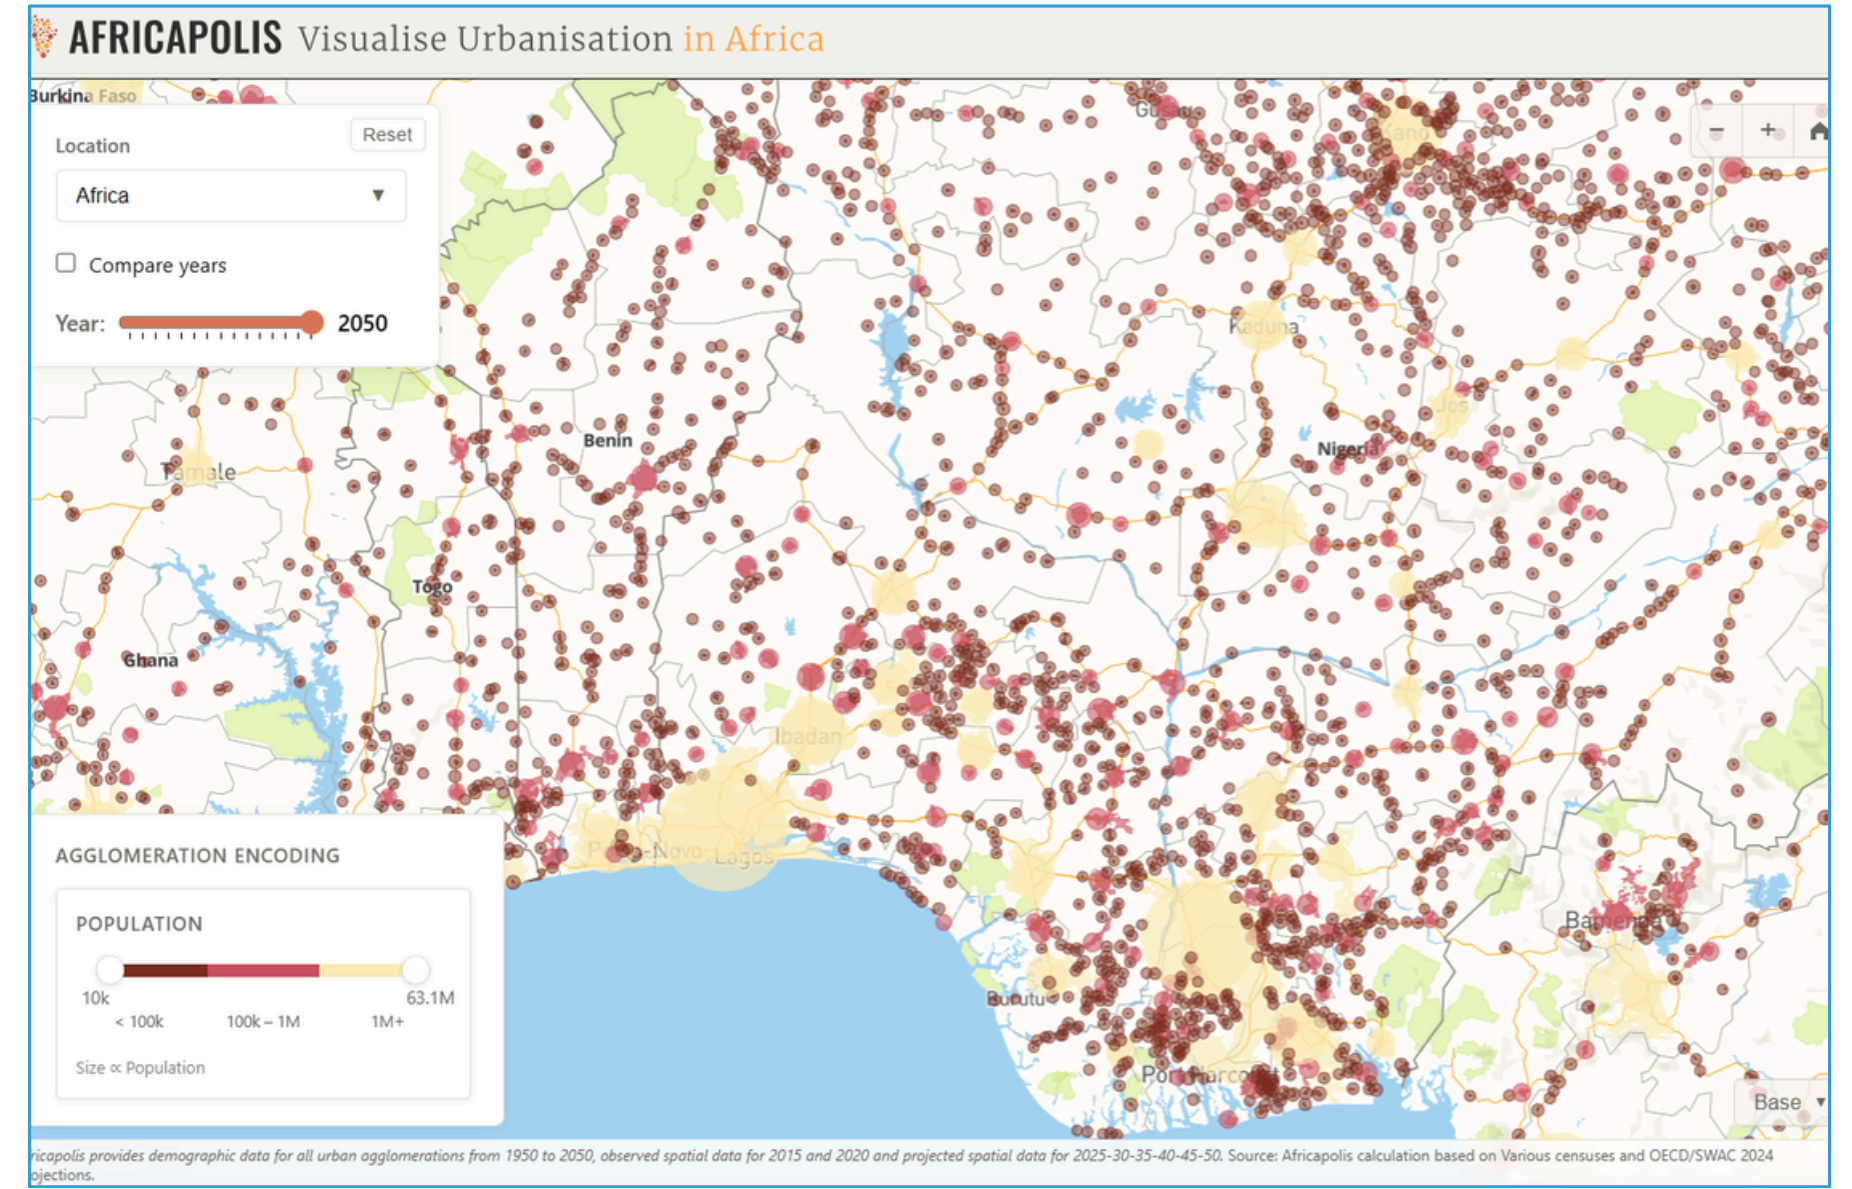 AFRICAPOLIS Visualise Urbanisation in Africa
Burkina Faso
Reset
Location
Africa
Compare years
Year: 2050
Gusau
Kano
Kaduna
Jos
Benin
Nigeria
Tamale
Togo
Ghana
Ibadan
Porto-Novo
Lagos
Bamenda
Burutu
Port Harcourt
AGGLOMERATION ENCODING
POPULATION
10k 63.1M
< 100k 100k – 1M 1M+
Size ∝ Population
Base
ricapolis provides demographic data for all urban agglomerations from 1950 to 2050, observed spatial data for 2015 and 2020 and projected spatial data for 2025-30-35-40-45-50. Source: Africapolis calculation based on Various censuses and OECD/SWAC 2024
ojections.